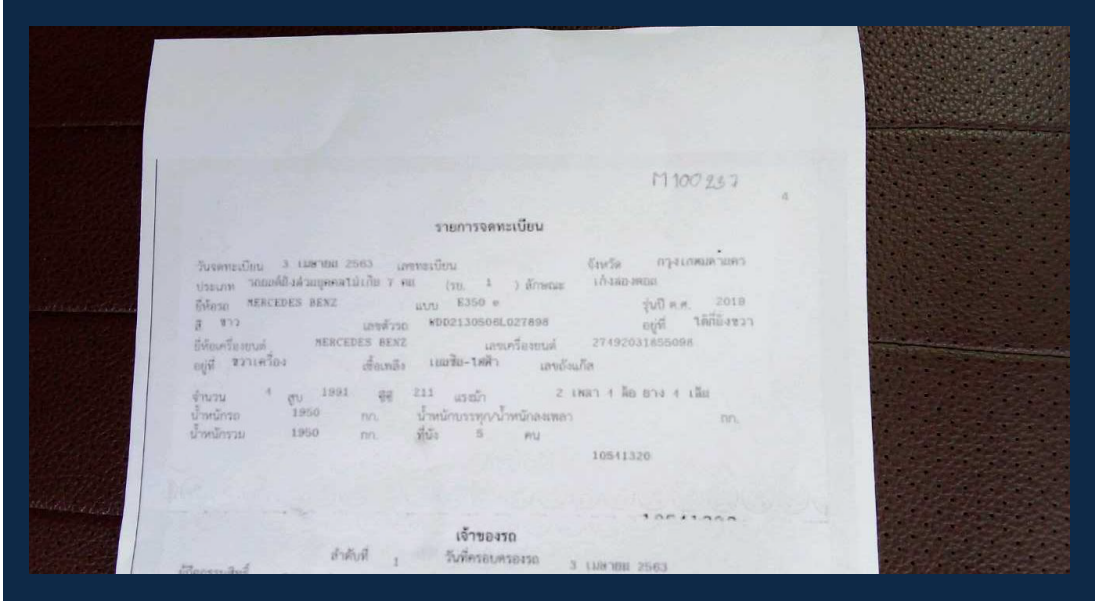 M100237
4
รายการจดทะเบียน
วันจดทะเบียน 3 เมษายน 2563 เลขทะเบียน จังหวัด กรุงเทพมหานคร
ประเภท รถยนต์นั่งส่วนบุคคลไม่เกิน 7 คน (รย. 1 ) ลักษณะ เก๋งสองตอน
ยี่ห้อรถ MERCEDES BENZ แบบ E350 e รุ่นปี ค.ศ. 2018
สี ขาว เลขตัวรถ WDD2130506L027898 อยู่ที่ ใต้ที่นั่งขวา
ยี่ห้อเครื่องยนต์ MERCEDES BENZ เลขเครื่องยนต์ 27492031855098
อยู่ที่ ขวาเครื่อง เชื้อเพลิง เบนซิน-ไฟฟ้า เลขถังแก๊ส
จำนวน 4 สูบ 1991 ซีซี 211 แรงม้า 2 เพลา 4 ล้อ ยาง 4 เส้น
น้ำหนักรถ 1950 กก. น้ำหนักบรรทุก/น้ำหนักลงเพลา กก.
น้ำหนักรวม 1950 กก. ที่นั่ง 5 คน
10541320
เจ้าของรถ
ลำดับที่ 1 วันที่ครอบครองรถ 3 เมษายน 2563
ผู้ถือกรรมสิทธิ์